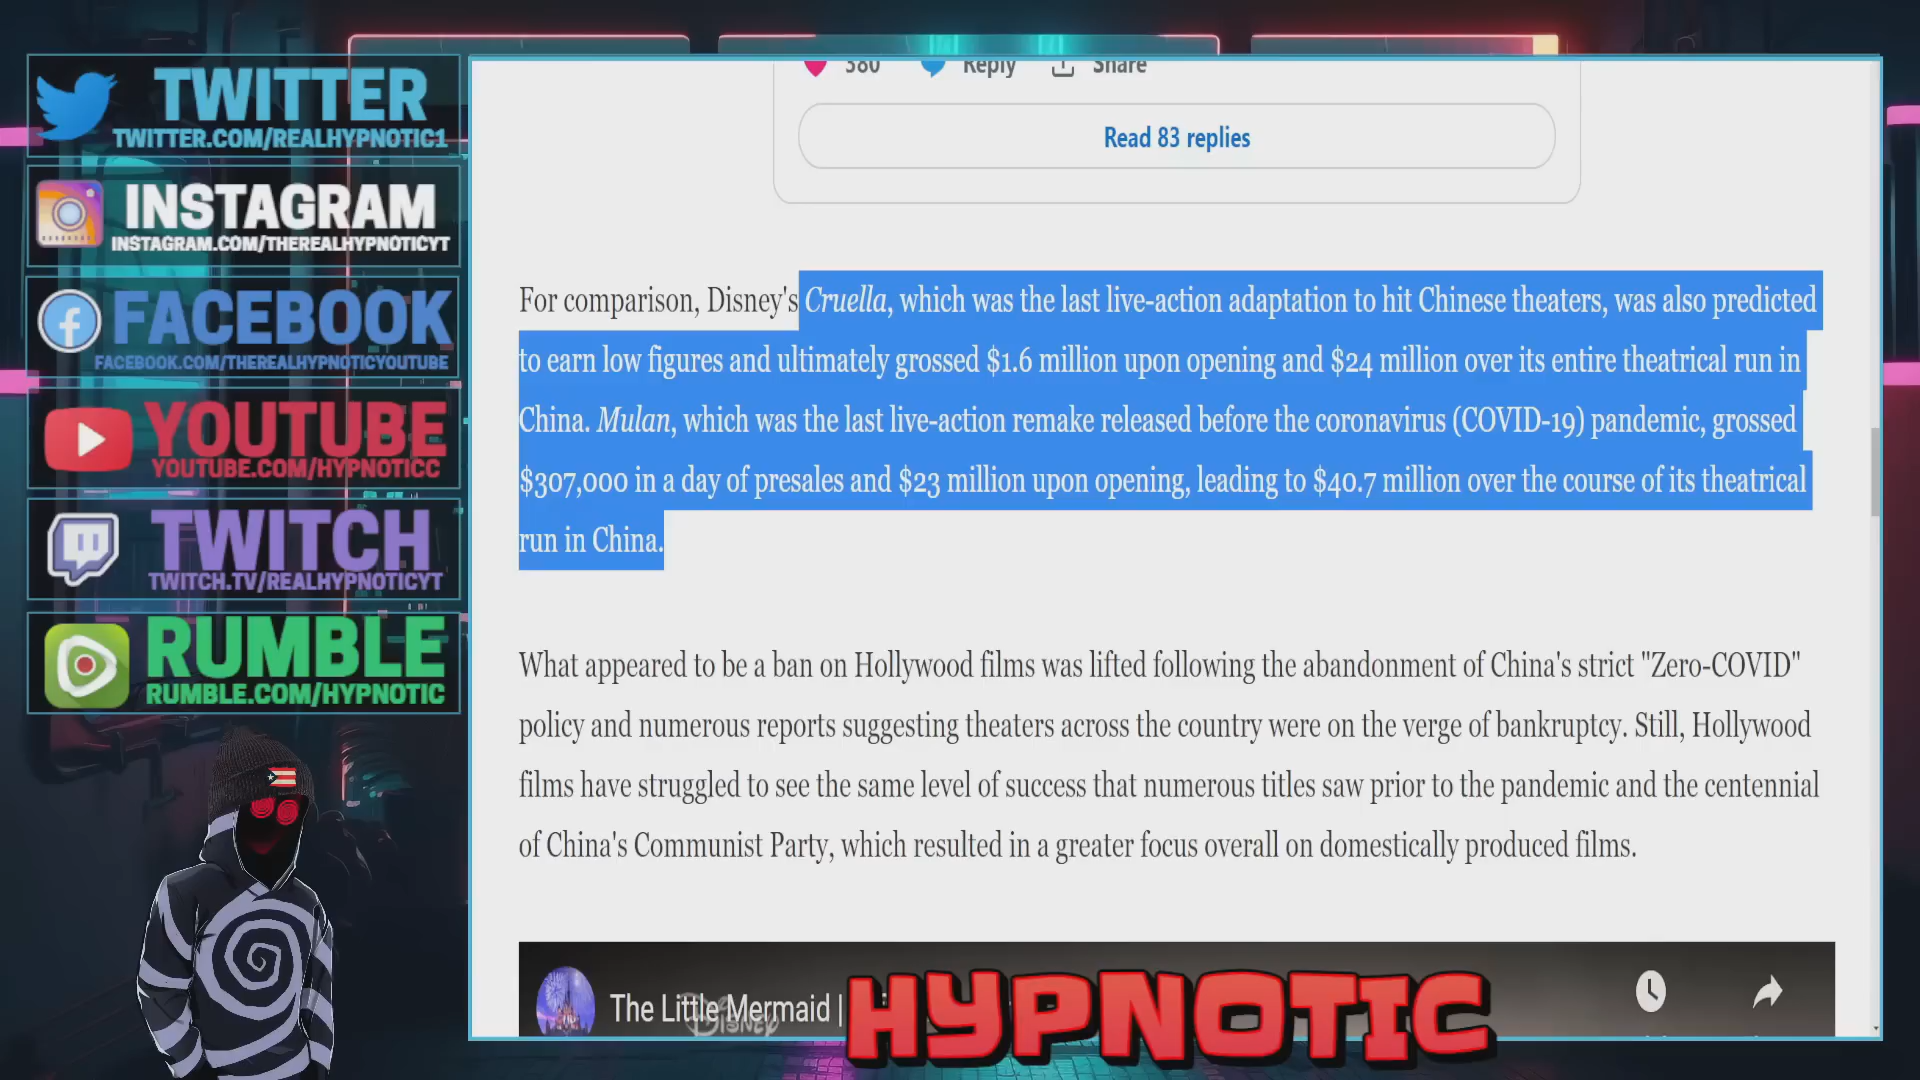 TWITTER
TWITTER.COM/REALHYPNOTIC1
INSTAGRAM
INSTAGRAM.COM/THEREALHYPNOTICYT
FACEBOOK
FACEBOOK.COM/THEREALHYPNOTICYOUTUBE
YOUTUBE
YOUTUBE.COM/HYPNOTICC
TWITCH
TWITCH.TV/REALHYPNOTICYT
RUMBLE
RUMBLE.COM/HYPNOTIC
380 Reply Share
Read 83 replies
For comparison, Disney's Cruella, which was the last live-action adaptation to hit Chinese theaters, was also predicted
to earn low figures and ultimately grossed $1.6 million upon opening and $24 million over its entire theatrical run in
China. Mulan, which was the last live-action remake released before the coronavirus (COVID-19) pandemic, grossed
$307,000 in a day of presales and $23 million upon opening, leading to $40.7 million over the course of its theatrical
run in China.
What appeared to be a ban on Hollywood films was lifted following the abandonment of China's strict "Zero-COVID"
policy and numerous reports suggesting theaters across the country were on the verge of bankruptcy. Still, Hollywood
films have struggled to see the same level of success that numerous titles saw prior to the pandemic and the centennial
of China's Communist Party, which resulted in a greater focus overall on domestically produced films.
The Little Mermaid |
Disney
HYPNOTIC